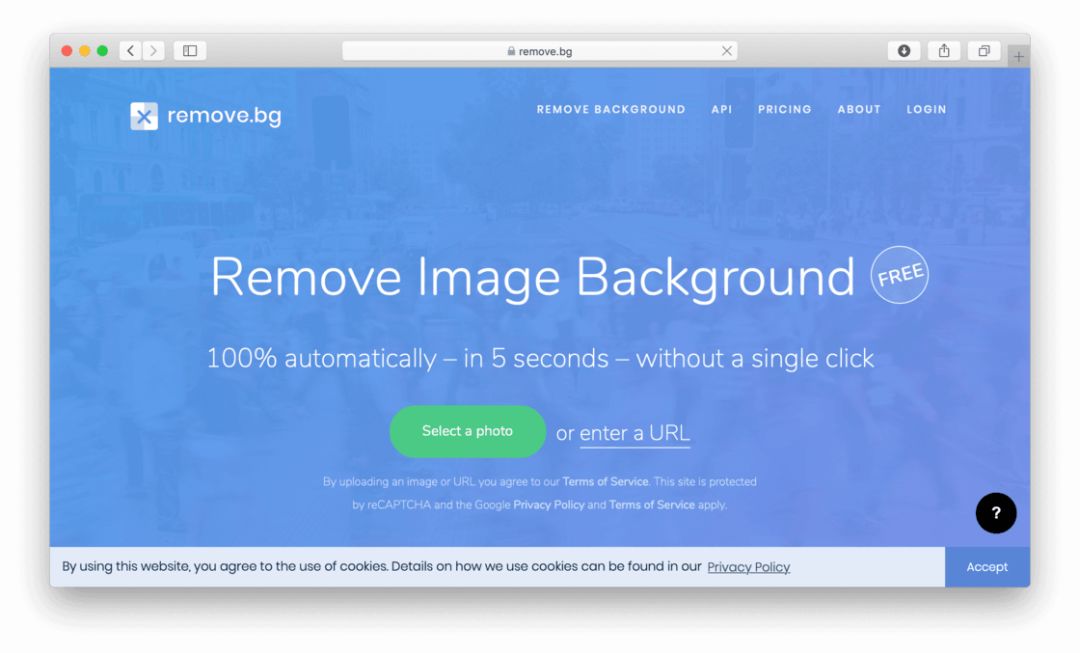 remove.bg
remove.bg
REMOVE BACKGROUND API PRICING ABOUT LOGIN
Remove Image Background FREE
100% automatically – in 5 seconds – without a single click
Select a photo or enter a URL
By uploading an image or URL you agree to our Terms of Service. This site is protected
by reCAPTCHA and the Google Privacy Policy and Terms of Service apply.
?
By using this website, you agree to the use of cookies. Details on how we use cookies can be found in our Privacy Policy Accept